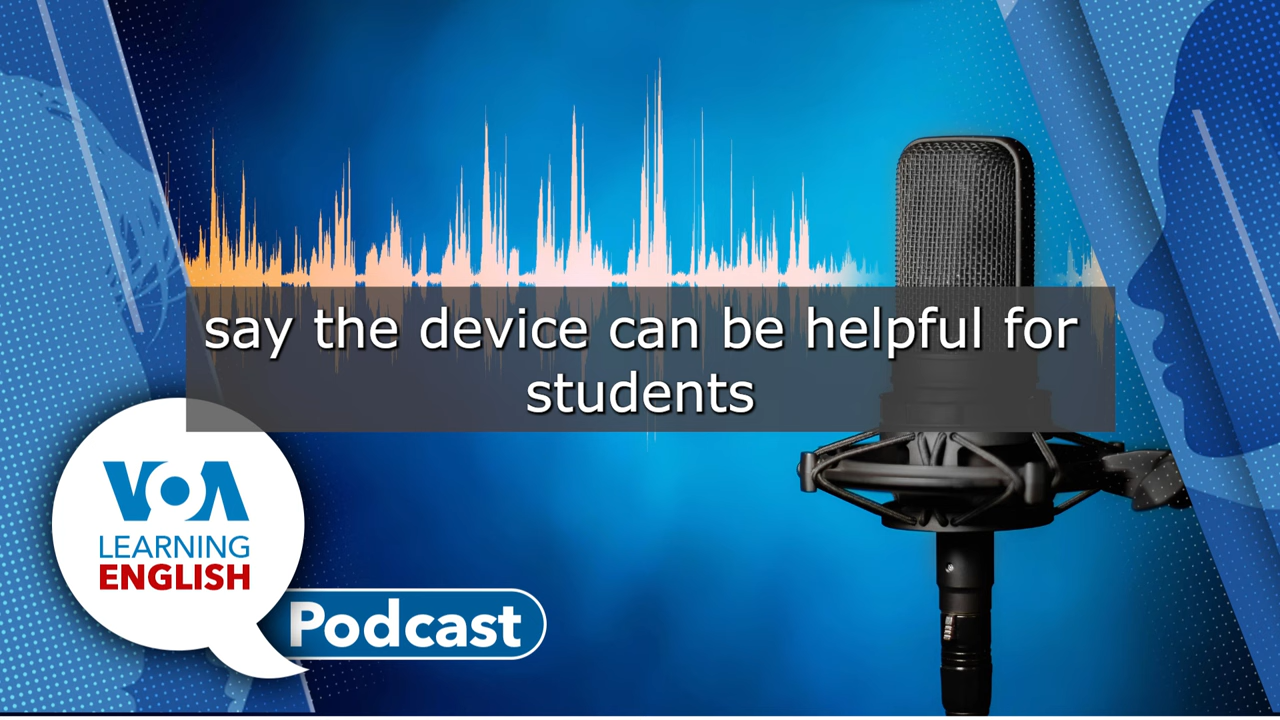 say the device can be helpful for
students
VOA
LEARNING
ENGLISH
Podcast